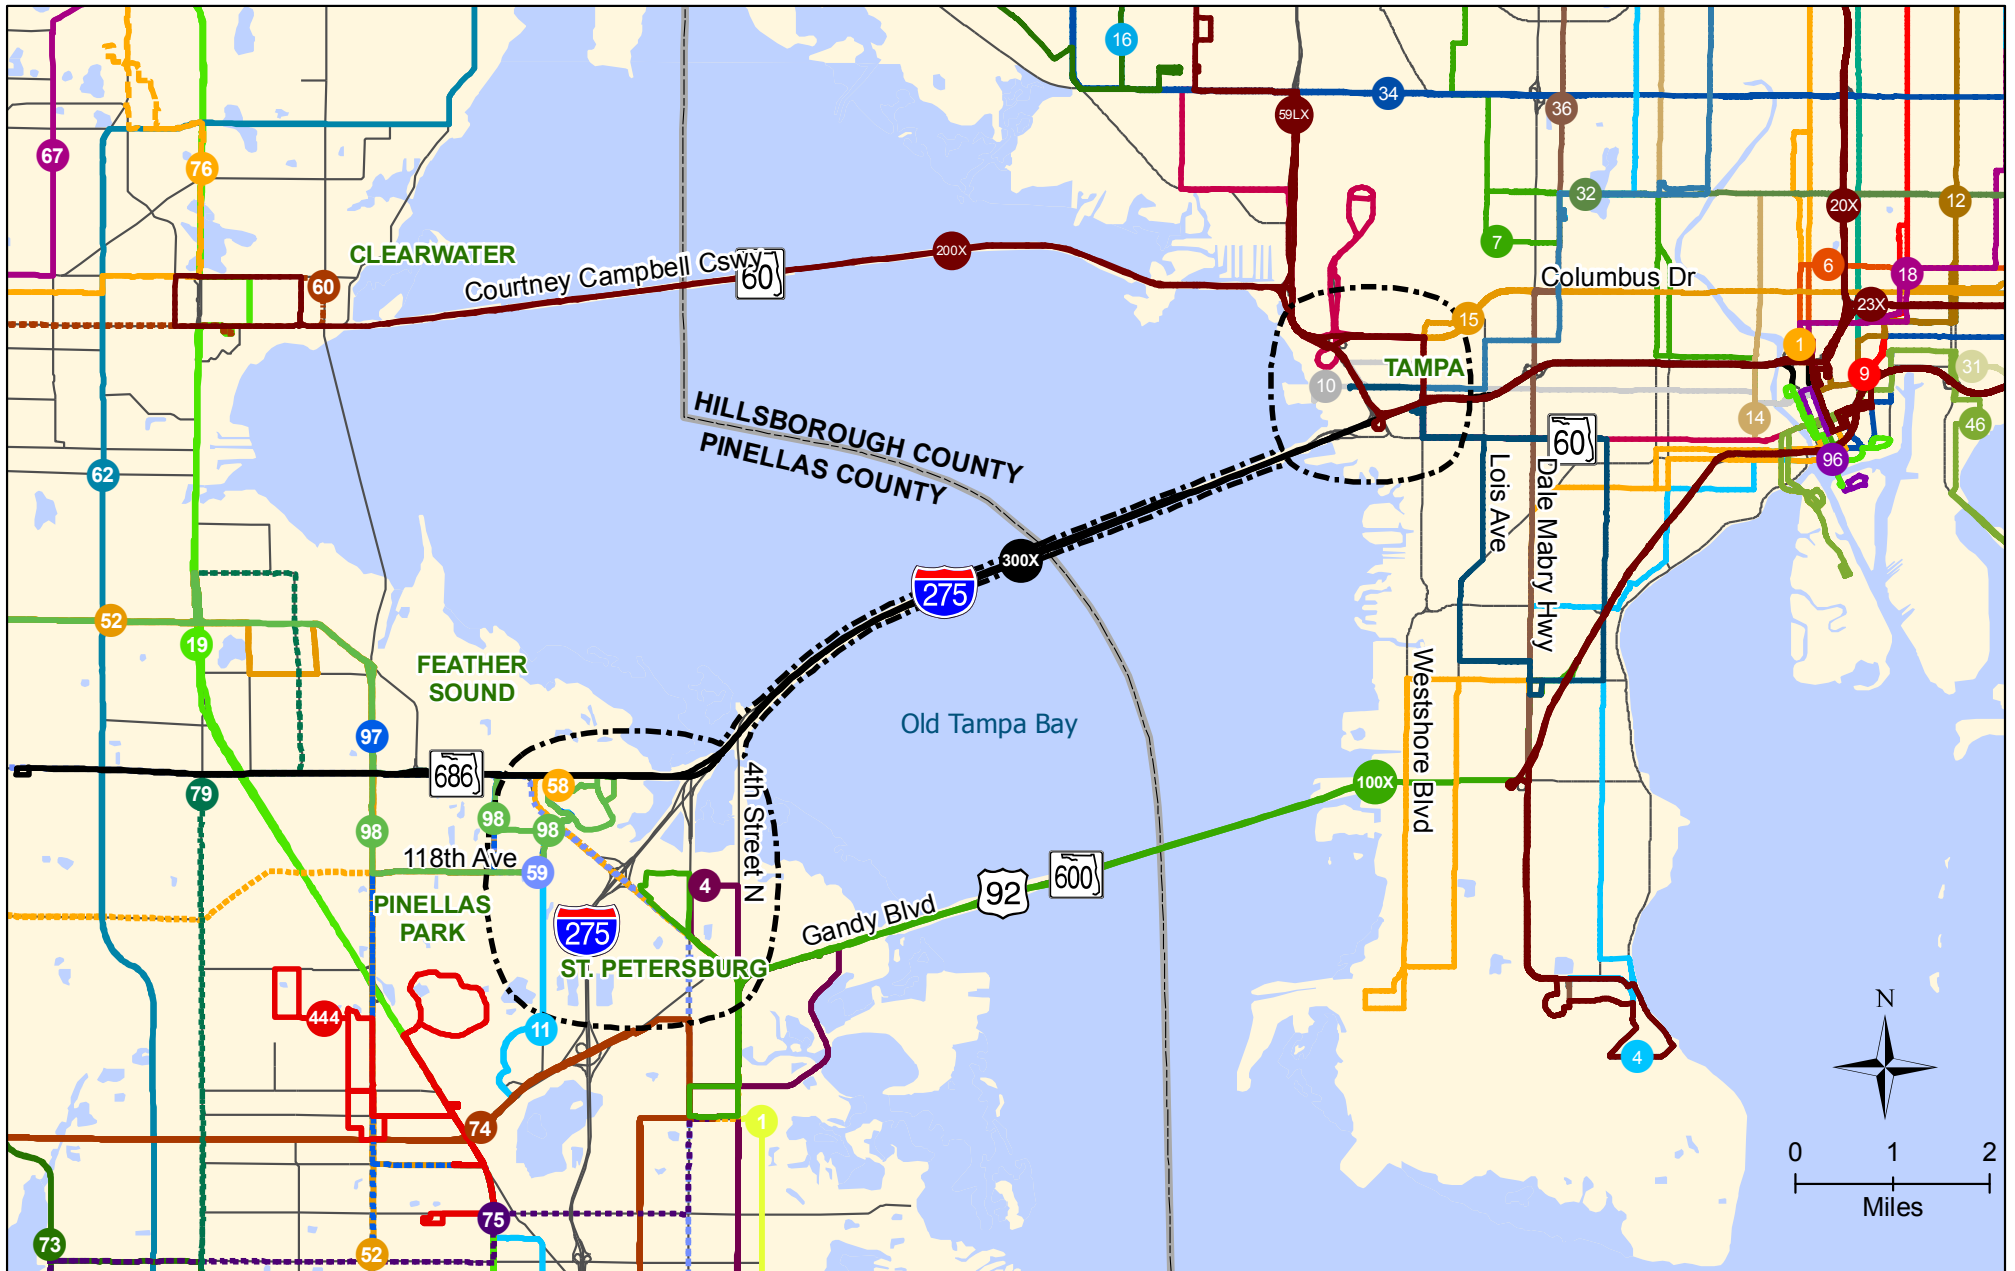 16
34
59LX
36
67
76
32
20X
12
7
CLEARWATER
Courtney Campbell Cswy
60
200X
6
18
60
Columbus Dr
23X
15
1
TAMPA
10
9
31
HILLSBOROUGH COUNTY
PINELLAS COUNTY
14
46
60
96
62
Lois Ave
Dale Mabry Hwy
300X
275
52
19
FEATHER
SOUND
Westshore Blvd
Old Tampa Bay
97
686
58
4th Street N
79
100X
98
98
98
118th Ave
59
4
600
92
PINELLAS
PARK
Gandy Blvd
275
ST. PETERSBURG
444
11
N
4
74
1
0 1 2
Miles
75
73
52